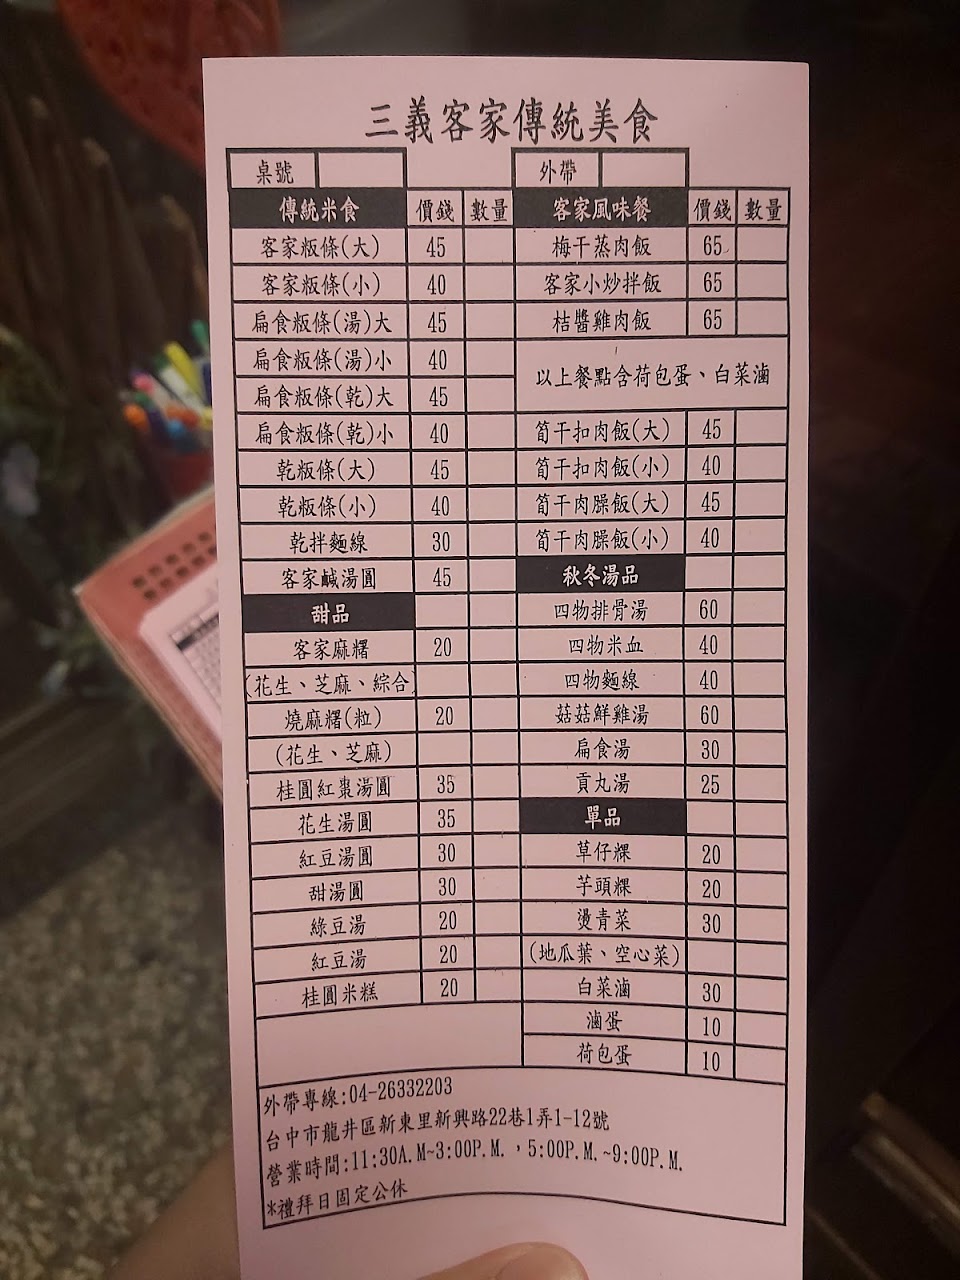 三義客家傳統美食
桌號
外帶
傳統米食 價錢 數量
客家粄條(大) 45
客家粄條(小) 40
扁食粄條(湯)大 45
扁食粄條(湯)小 40
扁食粄條(乾)大 45
扁食粄條(乾)小 40
乾粄條(大) 45
乾粄條(小) 40
乾拌麵線 30
客家鹹湯圓 45
甜品
客家麻糬 20
(花生、芝麻、綜合)
燒麻糬(粒) 20
(花生、芝麻)
桂圓紅棗湯圓 35
花生湯圓 35
紅豆湯圓 30
甜湯圓 30
綠豆湯 20
紅豆湯 20
桂圓米糕 20
客家風味餐 價錢 數量
梅干蒸肉飯 65
客家小炒拌飯 65
桔醬雞肉飯 65
以上餐點含荷包蛋、白菜滷
筍干扣肉飯(大) 45
筍干扣肉飯(小) 40
筍干肉臊飯(大) 45
筍干肉臊飯(小) 40
秋冬湯品
四物排骨湯 60
四物米血 40
四物麵線 40
菇菇鮮雞湯 60
扁食湯 30
貢丸湯 25
單品
草仔粿 20
芋頭粿 20
燙青菜 30
(地瓜葉、空心菜)
白菜滷 30
滷蛋 10
荷包蛋 10
外帶專線:04-26332203
台中市龍井區新東里新興路22巷1弄1-12號
營業時間:11:30A.M~3:00P.M.，5:00P.M.~9:00P.M.
*禮拜日固定公休